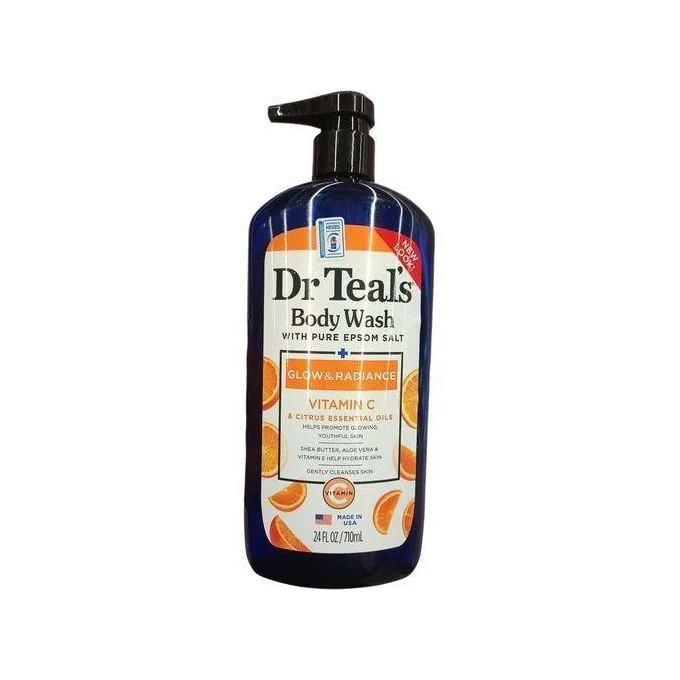 NEW
LOOK!
Dr Teal's
Body Wash
WITH PURE EPSOM SALT
GLOW & RADIANCE
VITAMIN C
& CITRUS ESSENTIAL OILS
HELPS PROMOTE GLOWING,
YOUTHFUL SKIN
SHEA BUTTER, ALOE VERA &
VITAMIN E HELP HYDRATE SKIN
GENTLY CLEANSES SKIN
C
VITAMIN
MADE IN
USA
24 FL OZ / 710mL